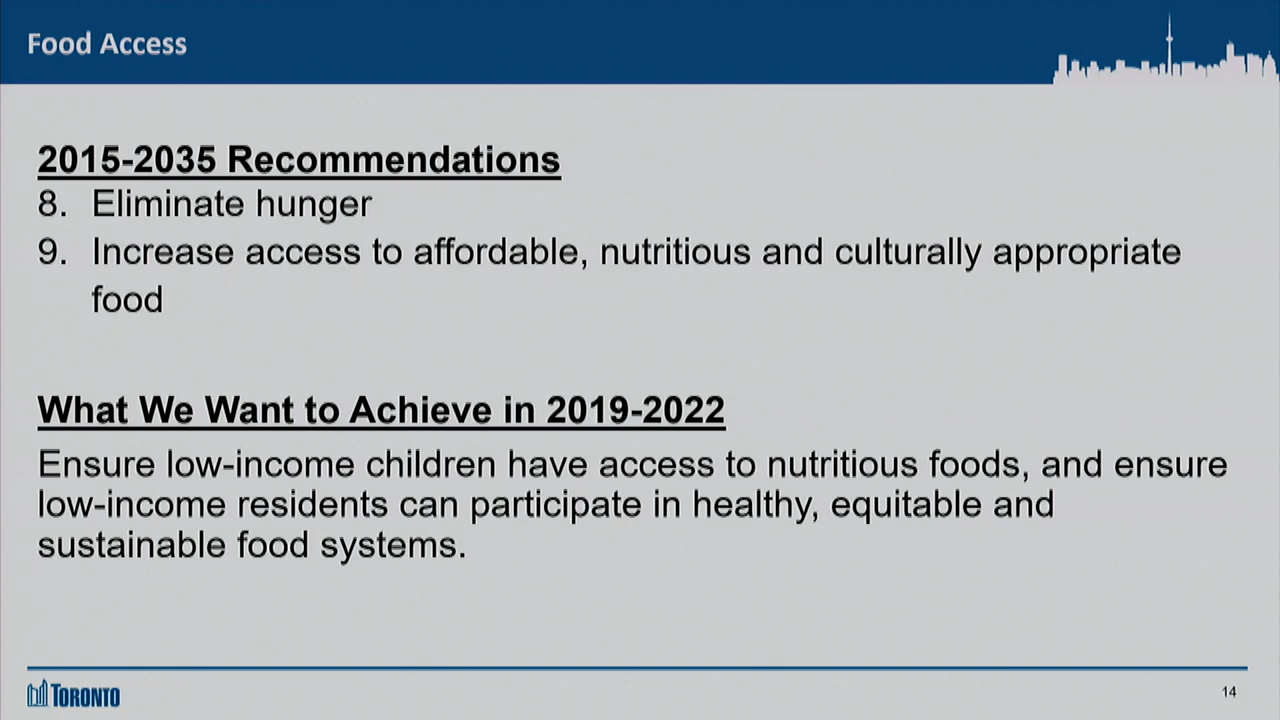 Food Access
2015-2035 Recommendations
8. Eliminate hunger
9. Increase access to affordable, nutritious and culturally appropriate
food
What We Want to Achieve in 2019-2022
Ensure low-income children have access to nutritious foods, and ensure
low-income residents can participate in healthy, equitable and
sustainable food systems.
TORONTO
14